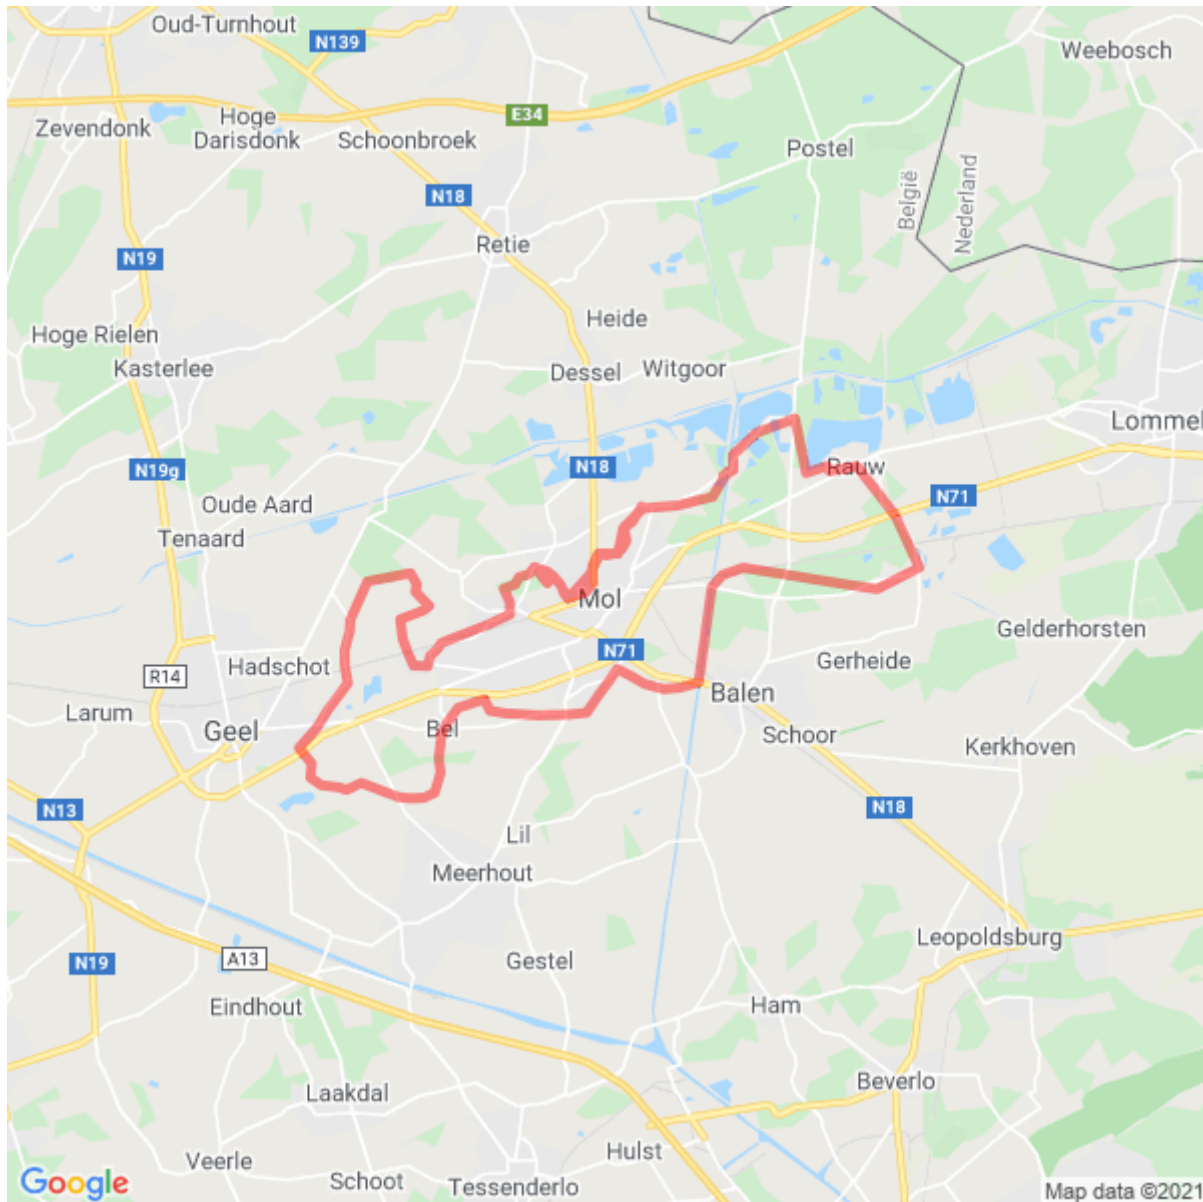 Oud-Turnhout
N139
Weebosch
E34
Zevendonk
Hoge
Darisdonk
Schoonbroek
Postel
België
Nederland
N18
Retie
N19
Heide
Hoge Rielen
Kasterlee
Dessel
Witgoor
Lommel
N19g
N18
Rauw
N71
Oude Aard
Tenaard
Mol
Gelderhorsten
N71
Hadschot
R14
Gerheide
Balen
Larum
Geel
Bel
Schoor
Kerkhoven
N13
N18
Lil
Meerhout
Leopoldsburg
N19
A13
Gestel
Eindhout
Ham
Laakdal
Beverlo
Hulst
Veerle
Schoot
Tessenderlo
Google
Map data ©202